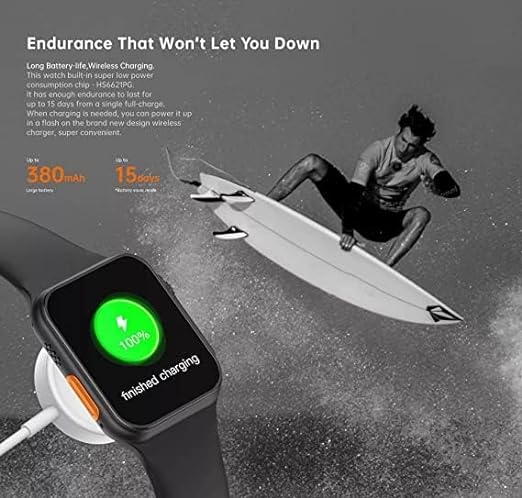 Endurance That Won't Let You Down
Long Battery-life,Wireless Charging.
This watch built-in super low power
consumption chip - HS6621PG.
It has enough endurance to last for
up to 15 days from a single full-charge.
When charging is needed, you can power it up
in a flash on the brand new design wireless
charger, super convenient.
Up to
380mAh
Large battery
Up to
15days
*Battery saver mode
100%
finished charging